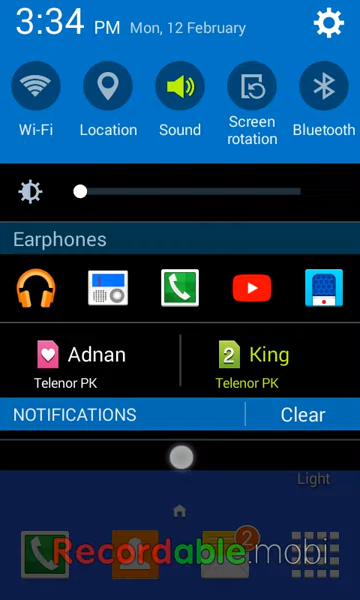 3:34 PM Mon, 12 February
Wi-Fi
Location
Sound
Screen
rotation
Bluetooth
Earphones
Adnan
Telenor PK
2
King
Telenor PK
NOTIFICATIONS
Clear
Light
2
Recordable.mobi